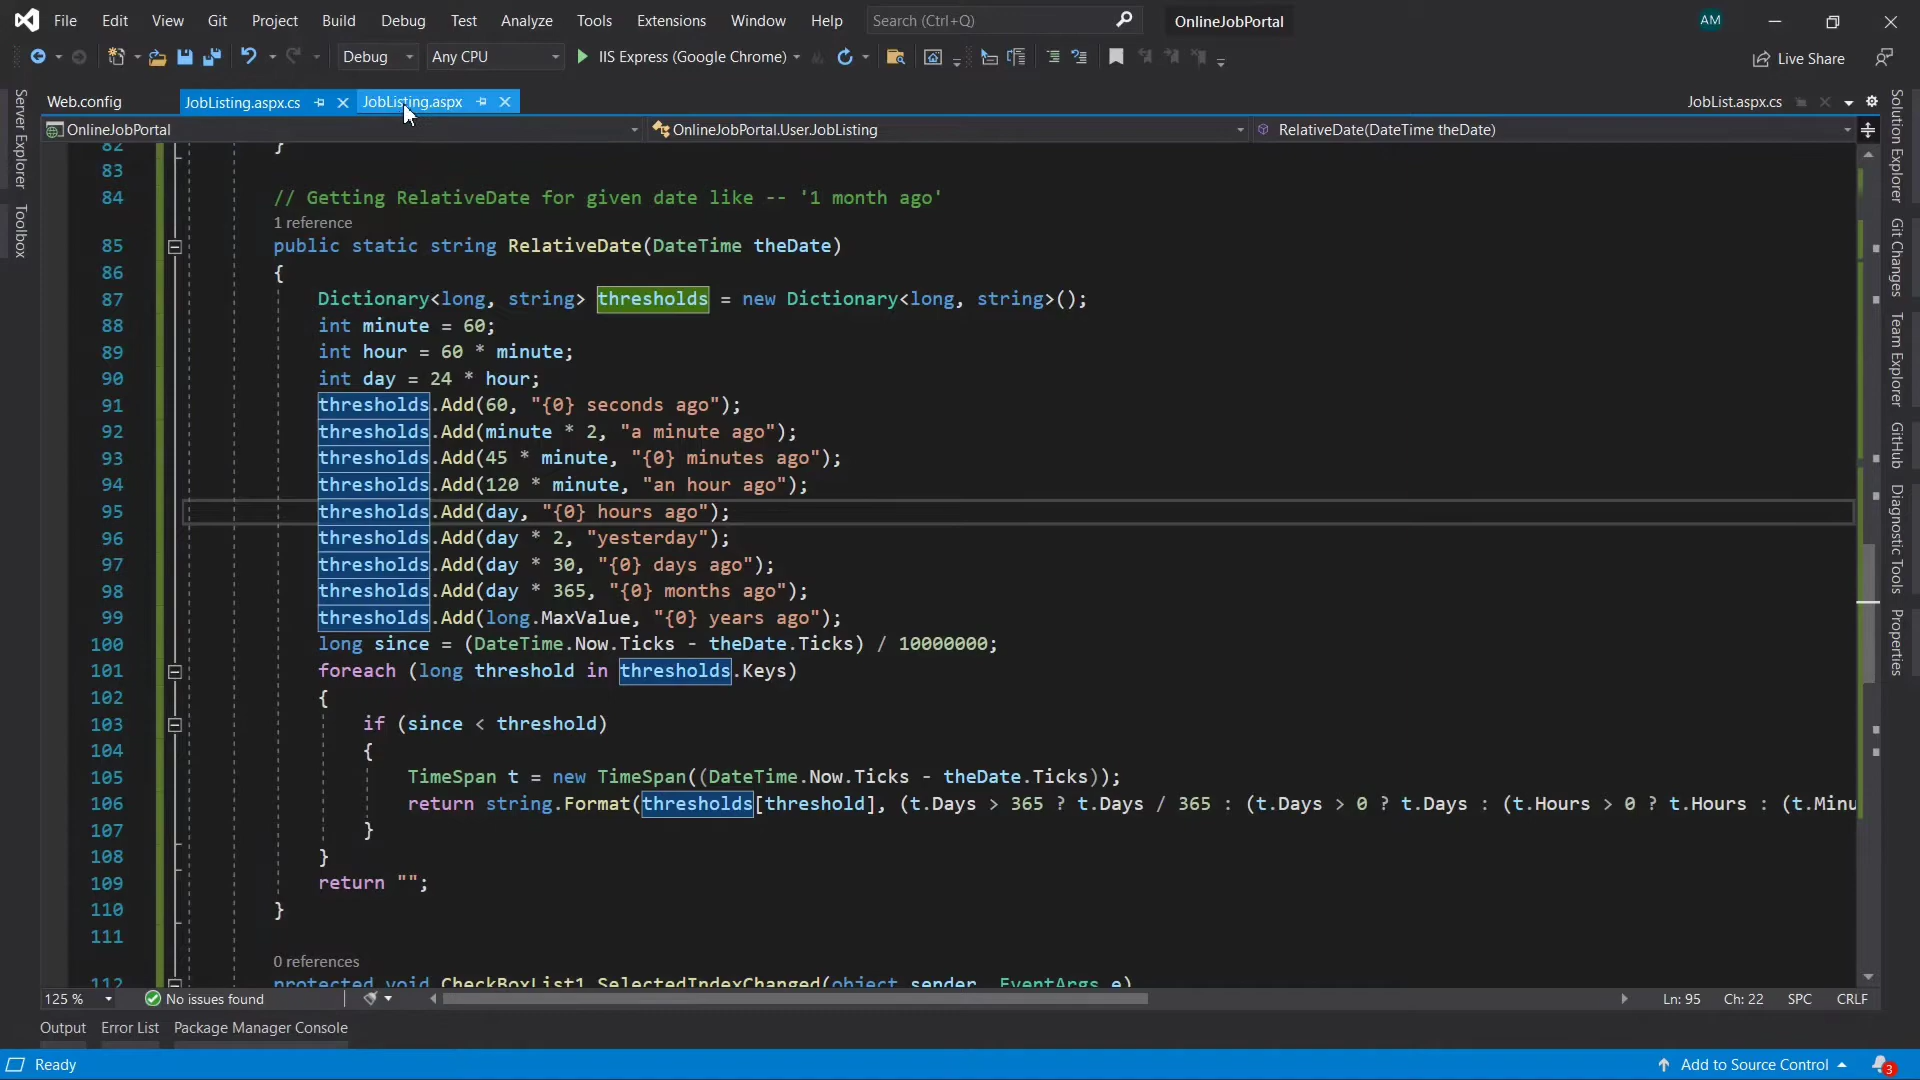 File Edit View Git Project Build Debug Test Analyze Tools Extensions Window Help Search (Ctrl+Q) OnlineJobPortal AM
Debug Any CPU IIS Express (Google Chrome) Live Share
Web.config JobListing.aspx.cs JobListing.aspx JobList.aspx.cs
OnlineJobPortal OnlineJobPortal.User.JobListing RelativeDate(DateTime theDate)
Server Explorer
Toolbox
82 }
83
84 // Getting RelativeDate for given date like -- '1 month ago'
1 reference
85 public static string RelativeDate(DateTime theDate)
86 {
87 Dictionary<long, string> thresholds = new Dictionary<long, string>();
88 int minute = 60;
89 int hour = 60 * minute;
90 int day = 24 * hour;
91 thresholds.Add(60, "{0} seconds ago");
92 thresholds.Add(minute * 2, "a minute ago");
93 thresholds.Add(45 * minute, "{0} minutes ago");
94 thresholds.Add(120 * minute, "an hour ago");
95 thresholds.Add(day, "{0} hours ago");
96 thresholds.Add(day * 2, "yesterday");
97 thresholds.Add(day * 30, "{0} days ago");
98 thresholds.Add(day * 365, "{0} months ago");
99 thresholds.Add(long.MaxValue, "{0} years ago");
100 long since = (DateTime.Now.Ticks - theDate.Ticks) / 10000000;
101 foreach (long threshold in thresholds.Keys)
102 {
103 if (since < threshold)
104 {
105 TimeSpan t = new TimeSpan((DateTime.Now.Ticks - theDate.Ticks));
106 return string.Format(thresholds[threshold], (t.Days > 365 ? t.Days / 365 : (t.Days > 0 ? t.Days : (t.Hours > 0 ? t.Hours : (t.Minu
107 }
108 }
109 return "";
110 }
111
0 references
112 protected void CheckBoxList1_SelectedIndexChanged(object sender, EventArgs e)
Solution Explorer
Git Changes
Team Explorer
GitHub
Diagnostic Tools
Properties
125 % No issues found Ln: 95 Ch: 22 SPC CRLF
Output Error List Package Manager Console
Ready Add to Source Control 3